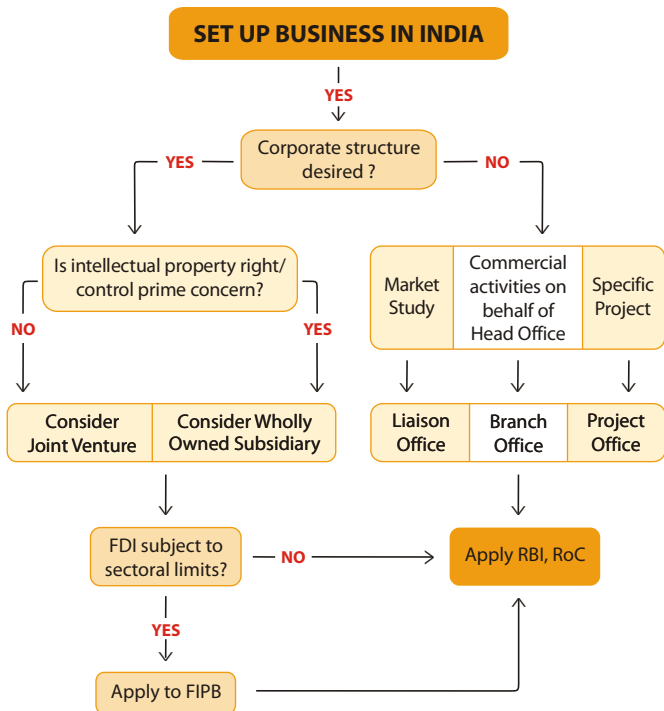 SET UP BUSINESS IN INDIA
YES
Corporate structure
desired ?
YES
NO
Is intellectual property right/
control prime concern?
NO
YES
Market
Study
Commercial
activities on
behalf of
Head Office
Specific
Project
Consider
Joint Venture
Consider Wholly
Owned Subsidiary
Liaison
Office
Branch
Office
Project
Office
FDI subject to
sectoral limits?
NO
Apply RBI, RoC
YES
Apply to FIPB